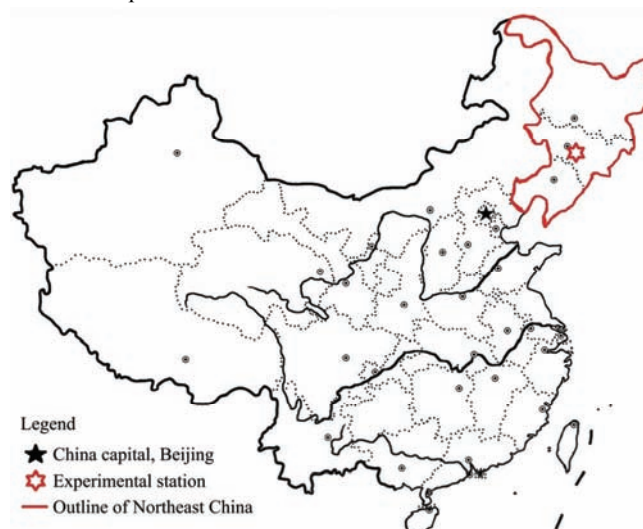 Legend
China capital, Beijing
Experimental station
Outline of Northeast China